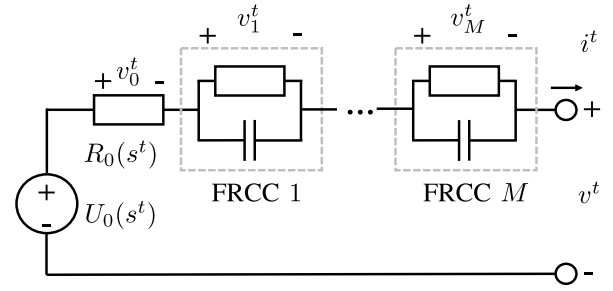 v_1^t v_M^t i^t
+ - + -
+ v_0^t -
... +
R_0(s^t)
FRCC 1 FRCC M v^t
+ U_0(s^t)
-
-